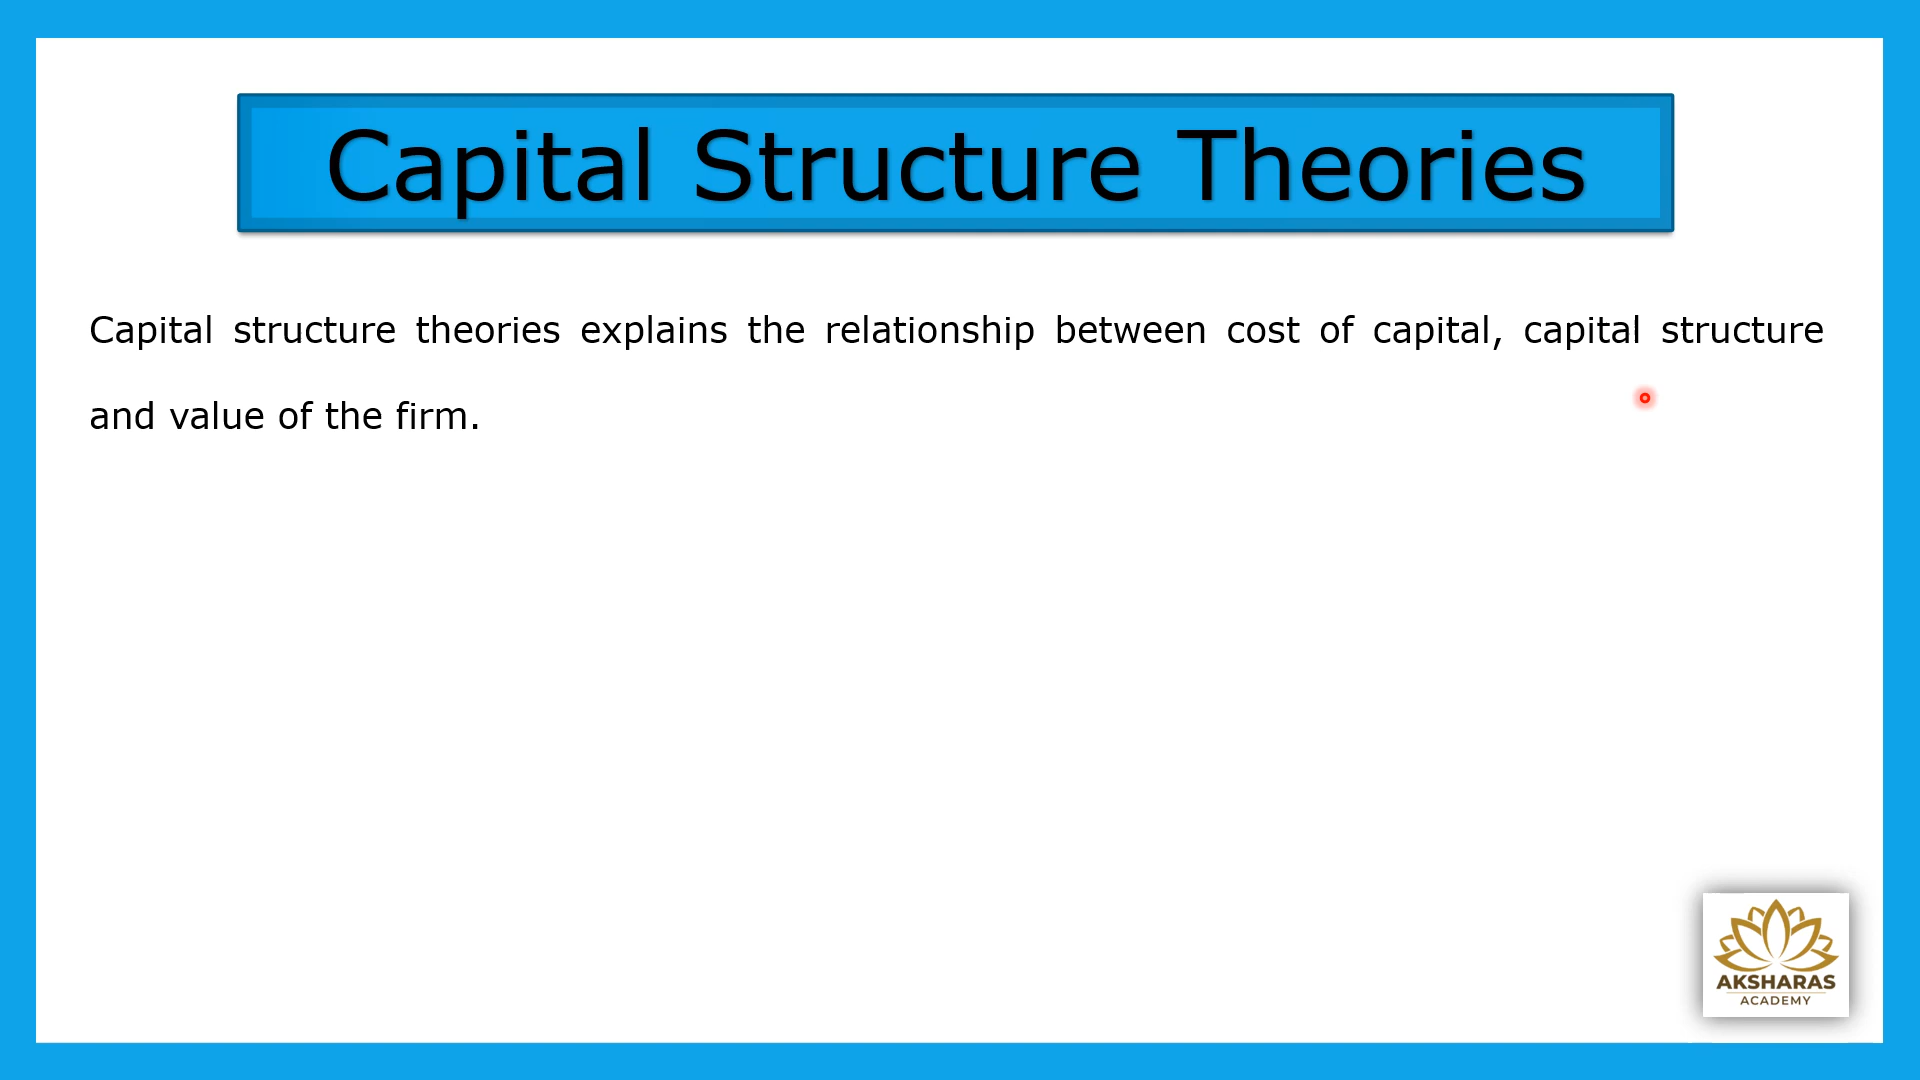 Capital Structure Theories
Capital structure theories explains the relationship between cost of capital, capital structure
and value of the firm.
AKSHARAS
ACADEMY